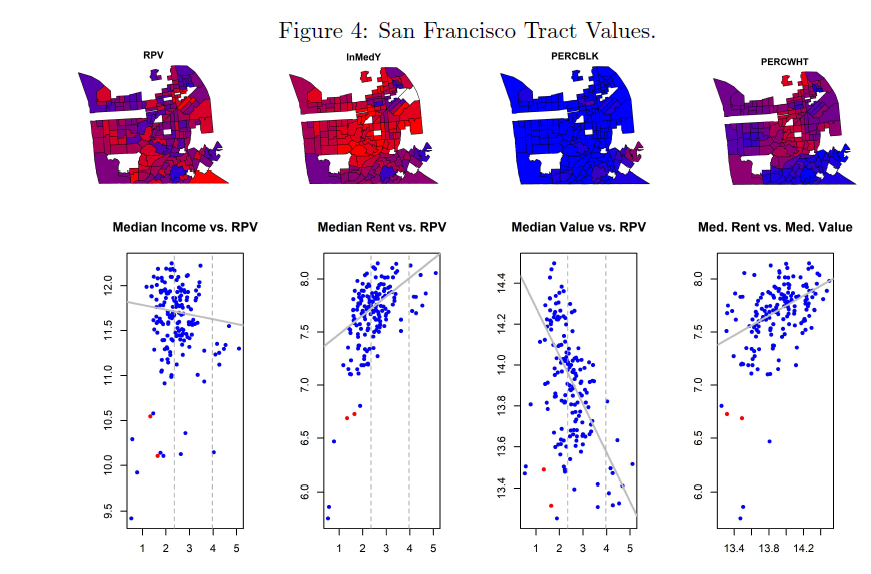 Figure 4: San Francisco Tract Values.
RPV
lnMedY
PERCBLK
PERCWHT
Median Income vs. RPV
Median Rent vs. RPV
Median Value vs. RPV
Med. Rent vs. Med. Value
12.0
11.5
11.0
10.5
10.0
9.5
1 2 3 4 5
8.0
7.5
7.0
6.5
6.0
1 2 3 4 5
14.4
14.2
14.0
13.8
13.6
13.4
1 2 3 4 5
8.0
7.5
7.0
6.5
6.0
13.4 13.8 14.2